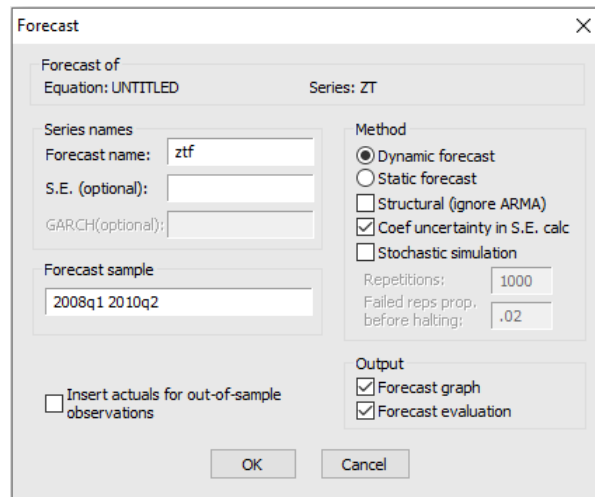 Forecast
Forecast of
Equation: UNTITLED Series: ZT
Series names
Forecast name: ztf
S.E. (optional):
GARCH(optional):
Forecast sample
2008q1 2010q2
Insert actuals for out-of-sample
observations
Method
Dynamic forecast
Static forecast
Structural (ignore ARMA)
Coef uncertainty in S.E. calc
Stochastic simulation
Repetitions: 1000
Failed reps prop.
before halting: .02
Output
Forecast graph
Forecast evaluation
OK Cancel